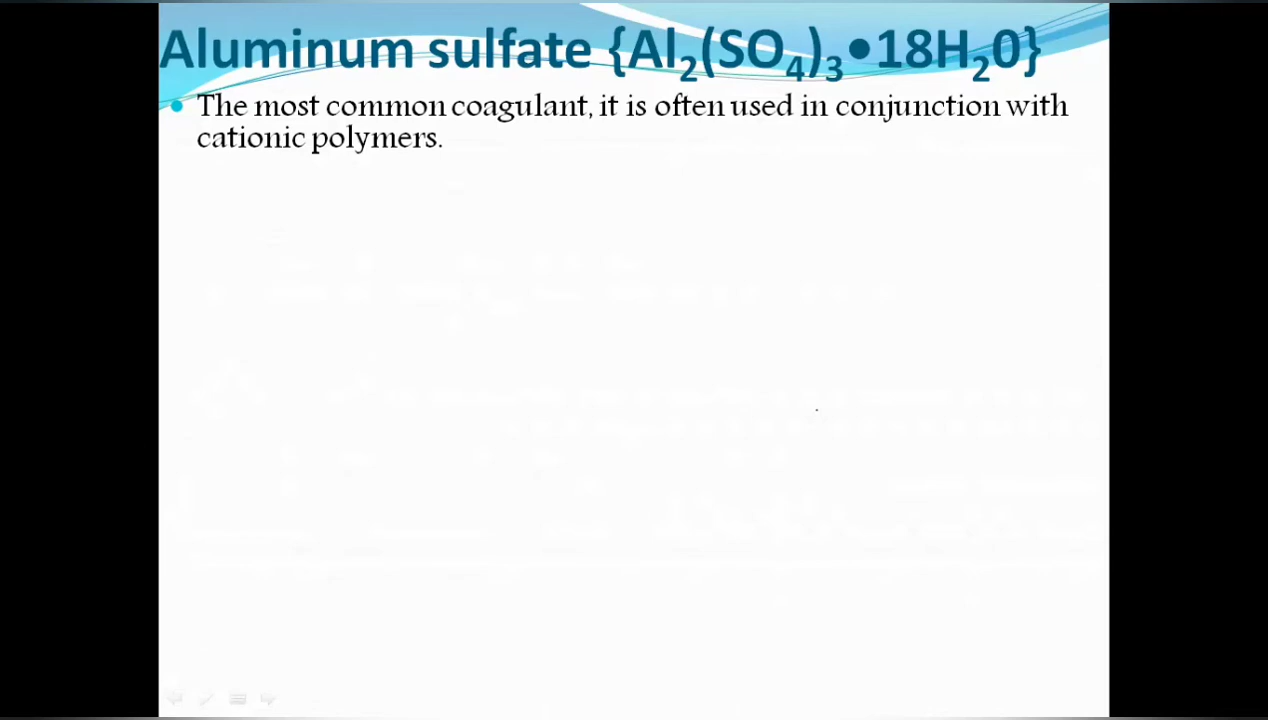 Aluminum sulfate {Al₂(SO₄)₃•18H₂0}
• The most common coagulant, it is often used in conjunction with
cationic polymers.